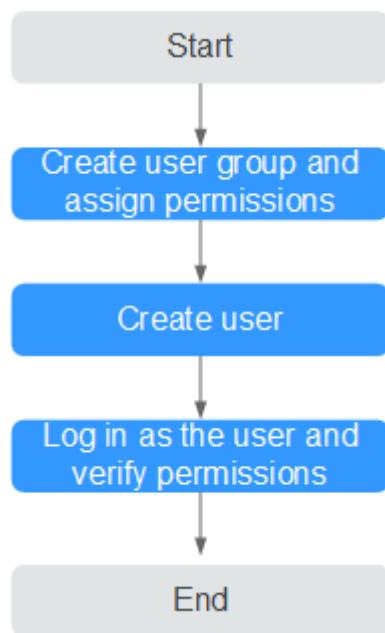 Start
Create user group and
assign permissions
Create user
Log in as the user and
verify permissions
End